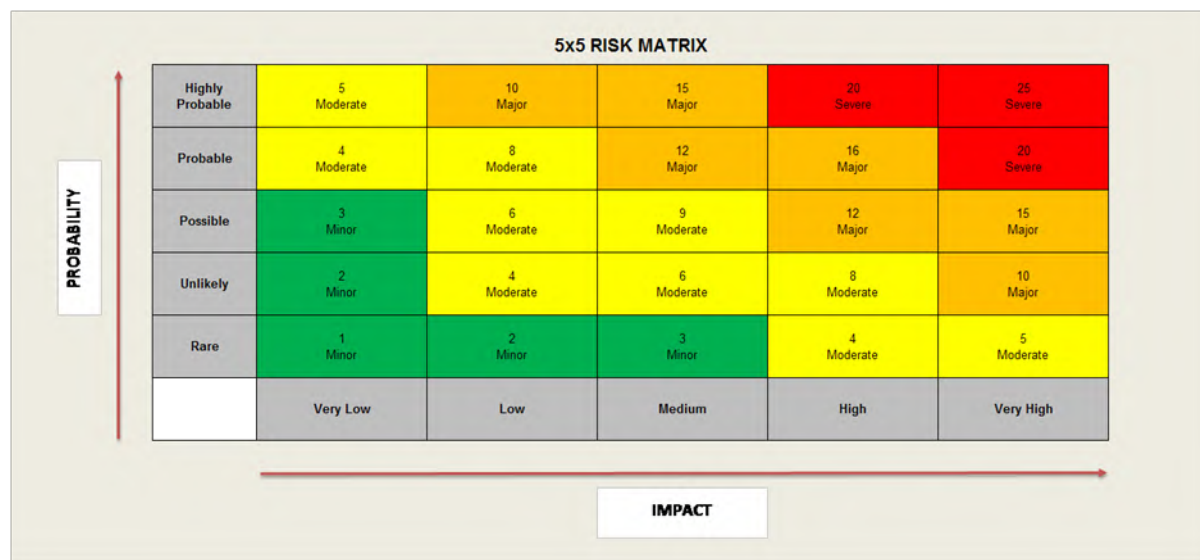 5x5 RISK MATRIX
PROBABILITY
Highly
Probable
5
Moderate
10
Major
15
Major
20
Severe
25
Severe
Probable
4
Moderate
8
Moderate
12
Major
16
Major
20
Severe
Possible
3
Minor
6
Moderate
9
Moderate
12
Major
15
Major
Unlikely
2
Minor
4
Moderate
6
Moderate
8
Moderate
10
Major
Rare
1
Minor
2
Minor
3
Minor
4
Moderate
5
Moderate
Very Low
Low
Medium
High
Very High
IMPACT